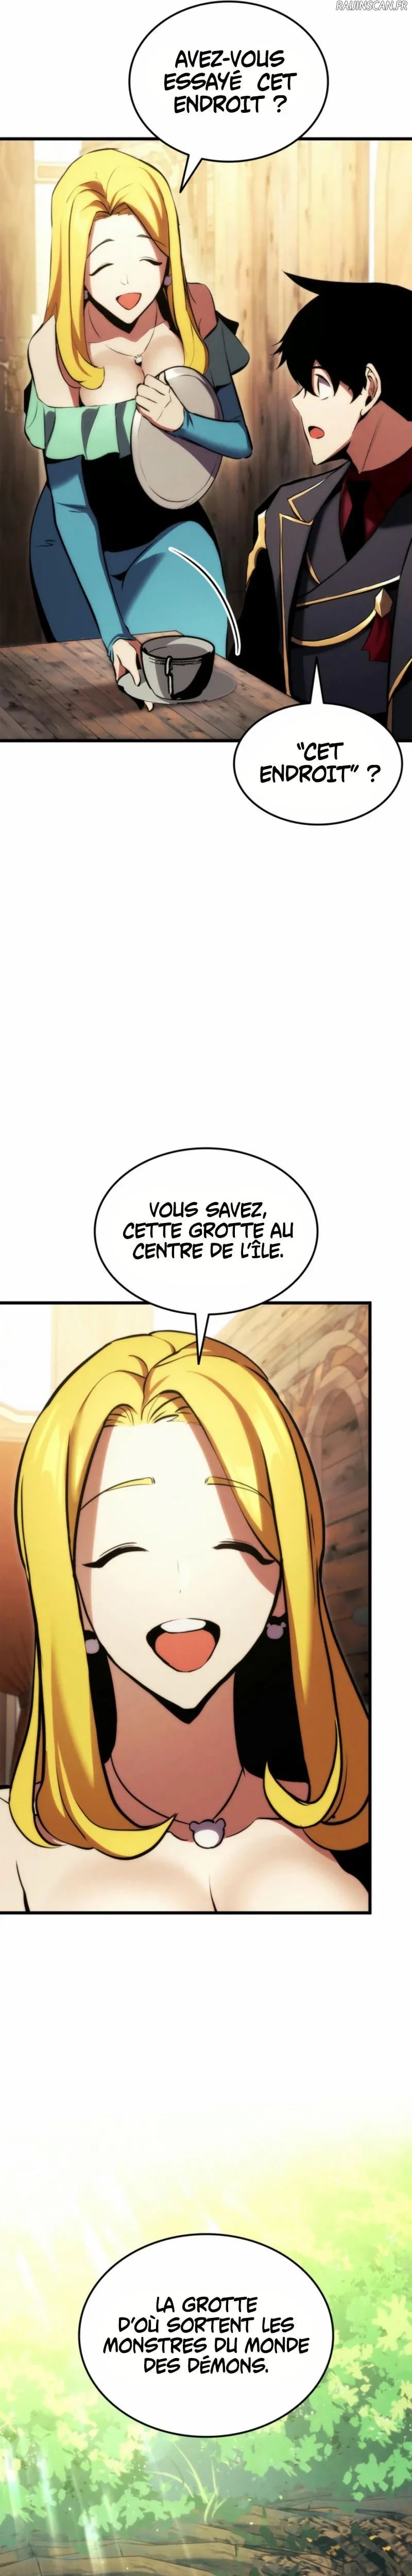 RAIJINSCAN.FR
AVEZ-VOUS
ESSAYÉ CET
ENDROIT ?
"CET
ENDROIT" ?
VOUS SAVEZ,
CETTE GROTTE AU
CENTRE DE L'ÎLE.
LA GROTTE
D'OÙ SORTENT LES
MONSTRES DU MONDE
DES DÉMONS.